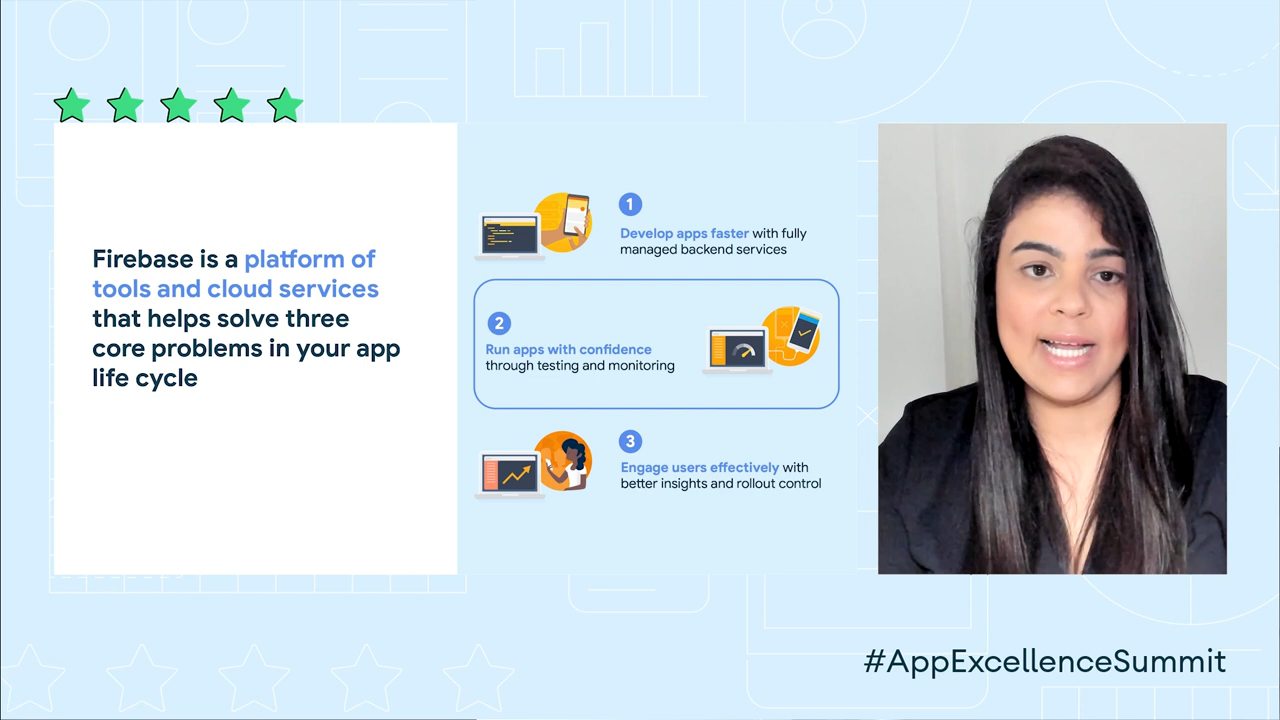 Firebase is a platform of
tools and cloud services
that helps solve three
core problems in your app
life cycle
1
Develop apps faster with fully
managed backend services
2
Run apps with confidence
through testing and monitoring
3
Engage users effectively with
better insights and rollout control
#AppExcellenceSummit